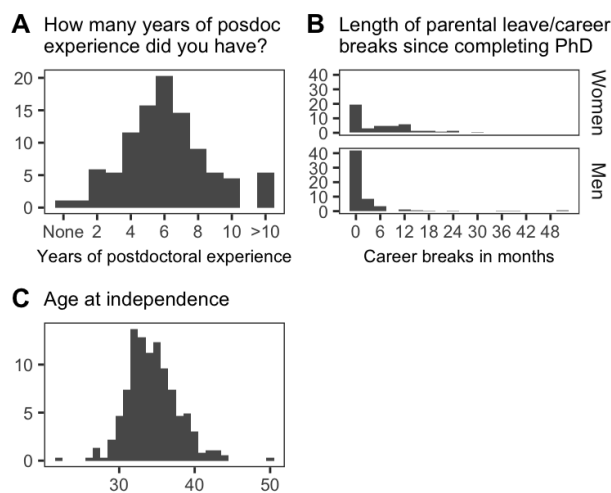 A How many years of posdoc
experience did you have?
20
15
10
5
0
None 2 4 6 8 10 >10
Years of postdoctoral experience
B Length of parental leave/career
breaks since completing PhD
40
30
20
10
0
Women
40
30
20
10
0
Men
0 6 12 18 24 30 36 42 48
Career breaks in months
C Age at independence
10
5
0
30 40 50